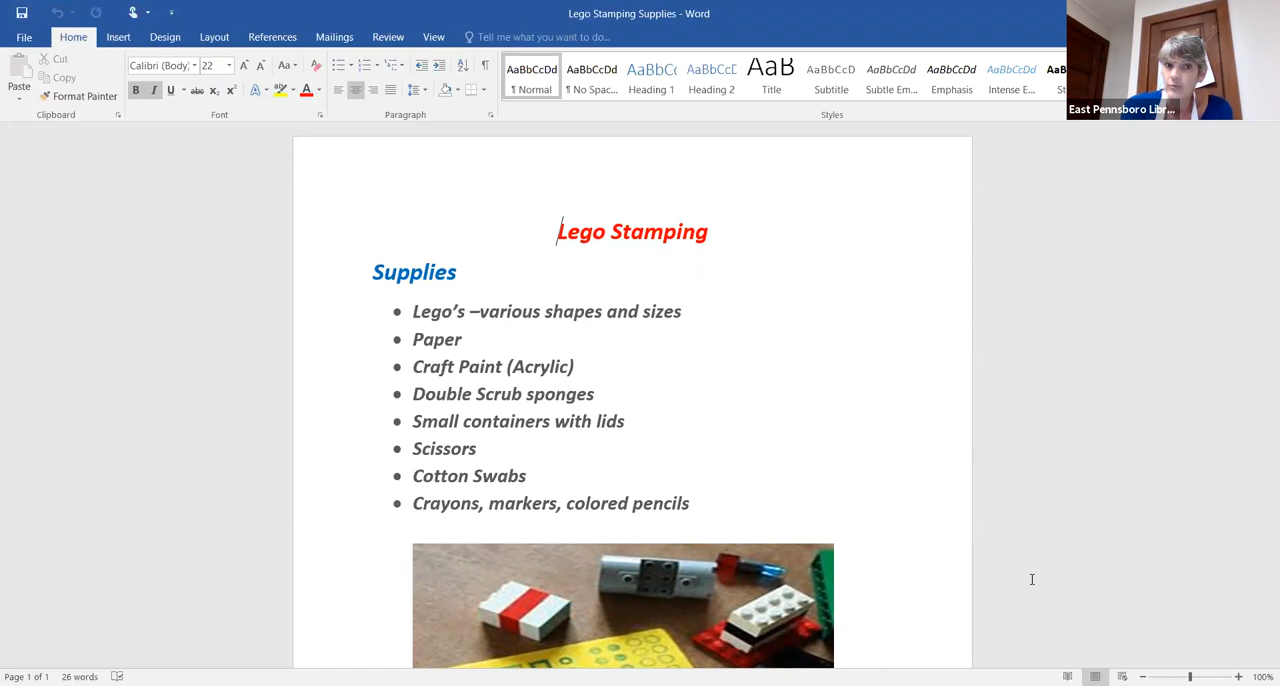 Lego Stamping Supplies - Word
File Home Insert Design Layout References Mailings Review View Tell me what you want to do...
Cut
Copy
Format Painter
Paste
Calibri (Body) 22
AaBbCcDd AaBbCcDd AaBbCc AaBbCcD AaB AaBbCcD AaBbCcDd AaBbCcDd AaBbCcDd
¶ Normal ¶ No Spac... Heading 1 Heading 2 Title Subtitle Subtle Em... Emphasis Intense E...
Clipboard Font Paragraph Styles
East Pennsboro Libr...
Lego Stamping
Supplies
• Lego's –various shapes and sizes
• Paper
• Craft Paint (Acrylic)
• Double Scrub sponges
• Small containers with lids
• Scissors
• Cotton Swabs
• Crayons, markers, colored pencils
Page 1 of 1 26 words 100%